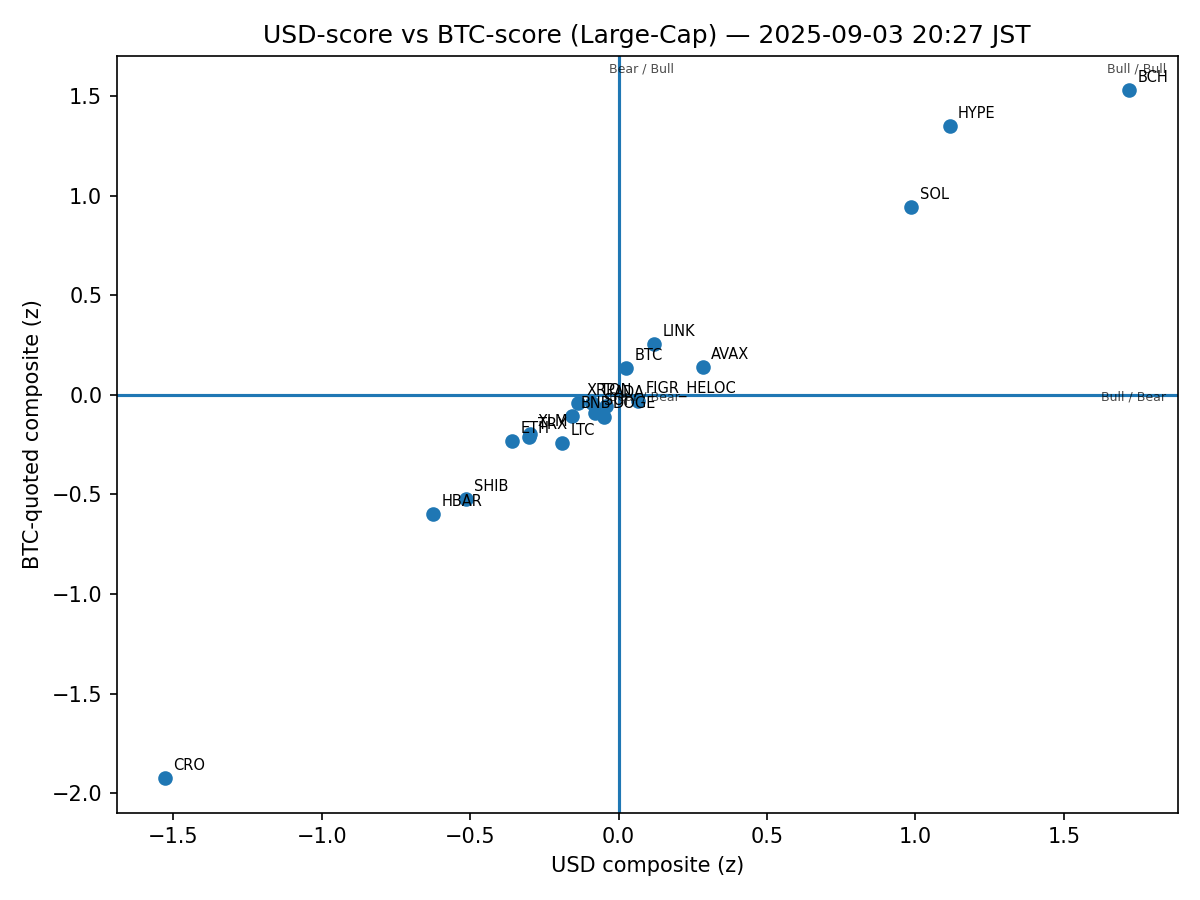 USD-score vs BTC-score (Large-Cap) — 2025-09-03 20:27 JST
Bear / Bull
Bull / Bull
BCH
1.5
HYPE
1.0
SOL
0.5
LINK
BTC
AVAX
FIGR_HELOC
0.0
Bull / Bear
DOGE
BNB
XLM
TRX
ETH
LTC
SHIB
−0.5
HBAR
−1.0
−1.5
CRO
−2.0
−1.5
−1.0
−0.5
0.0
0.5
1.0
1.5
USD composite (z)
BTC-quoted composite (z)